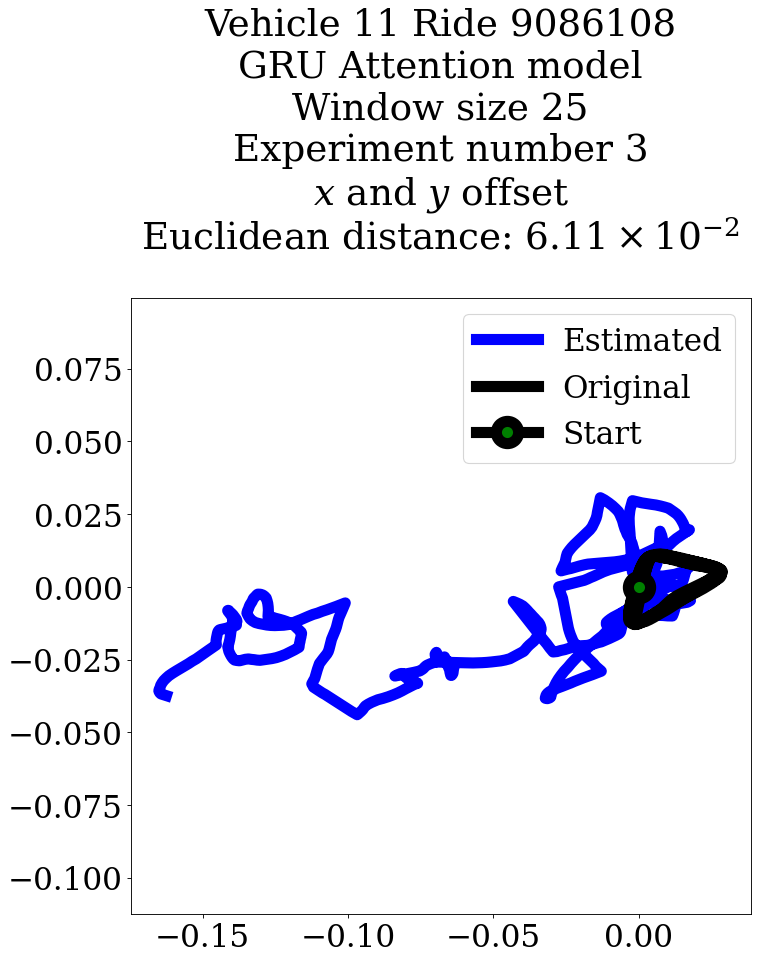 Vehicle 11 Ride 9086108
GRU Attention model
Window size 25
Experiment number 3
x and y offset
Euclidean distance: 6.11 × 10⁻²
Estimated
Original
Start
0.075
0.050
0.025
0.000
−0.025
−0.050
−0.075
−0.100
−0.15 −0.10 −0.05 0.00